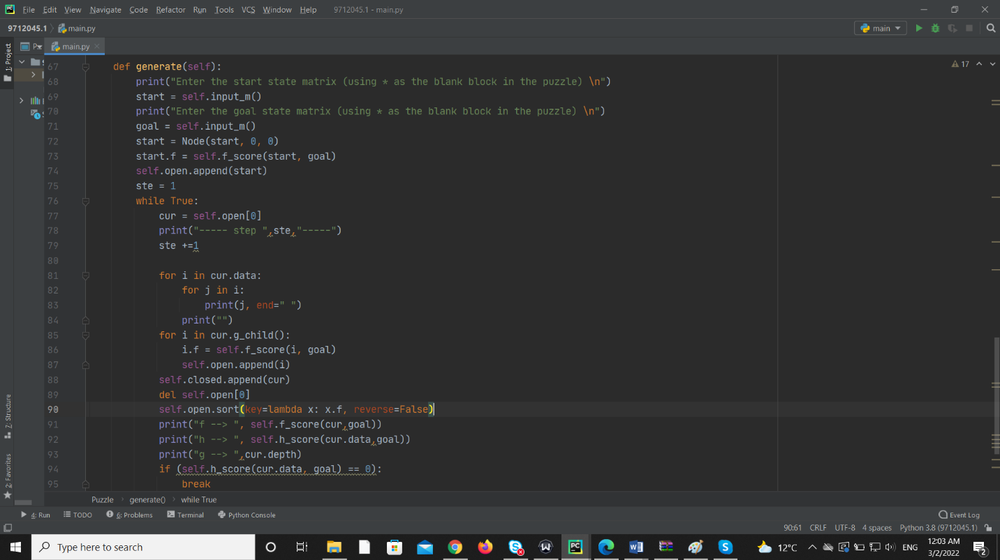 File Edit View Navigate Code Refactor Run Tools VCS Window Help 9712045.1 - main.py
9712045.1 main.py main
1: Project
main.py
17
67 def generate(self):
68 print("Enter the start state matrix (using * as the blank block in the puzzle) \n")
69 start = self.input_m()
70 print("Enter the goal state matrix (using * as the blank block in the puzzle) \n")
71 goal = self.input_m()
72 start = Node(start, 0, 0)
73 start.f = self.f_score(start, goal)
74 self.open.append(start)
75 ste = 1
76 while True:
77 cur = self.open[0]
78 print("----- step ",ste,"-----")
79 ste +=1
80
81 for i in cur.data:
82 for j in i:
83 print(j, end=" ")
84 print("")
85 for i in cur.g_child():
86 i.f = self.f_score(i, goal)
87 self.open.append(i)
88 self.closed.append(cur)
89 del self.open[0]
90 self.open.sort(key=lambda x: x.f, reverse=False)
91 print("f --> ", self.f_score(cur,goal))
92 print("h --> ", self.h_score(cur.data,goal))
93 print("g --> ",cur.depth)
94 if (self.h_score(cur.data, goal) == 0):
95 break
Z: Structure
2: Favorites
Puzzle generate() while True
4: Run TODO 6: Problems Terminal Python Console Event Log
90:61 CRLF UTF-8 4 spaces Python 3.8 (9712045.1)
Type here to search 12°C ENG 12:03 AM
3/2/2022
2